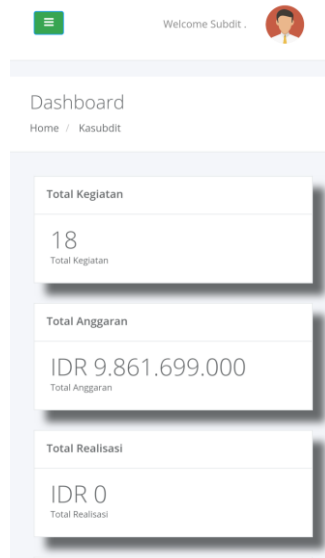 Welcome Subdit .
Dashboard
Home / Kasubdit
Total Kegiatan
18
Total Kegiatan
Total Anggaran
IDR 9.861.699.000
Total Anggaran
Total Realisasi
IDR 0
Total Realisasi